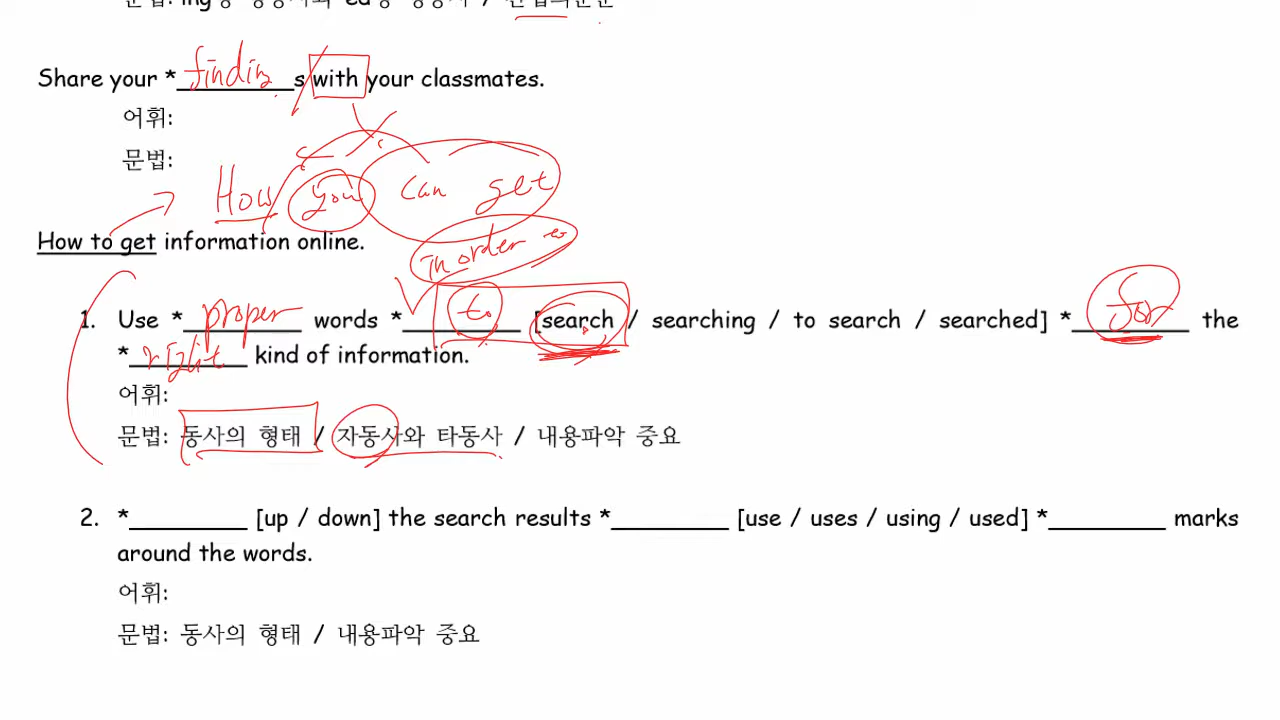 Share your *finding s with your classmates.
어휘:
문법:
How you can get
How to get information online.
in order to
1. Use *proper words *to [search / searching / to search / searched] *for the
*right kind of information.
어휘:
문법: 동사의 형태 / 자동사와 타동사 / 내용파악 중요
2. *________ [up / down] the search results *________ [use / uses / using / used] *________ marks
around the words.
어휘:
문법: 동사의 형태 / 내용파악 중요